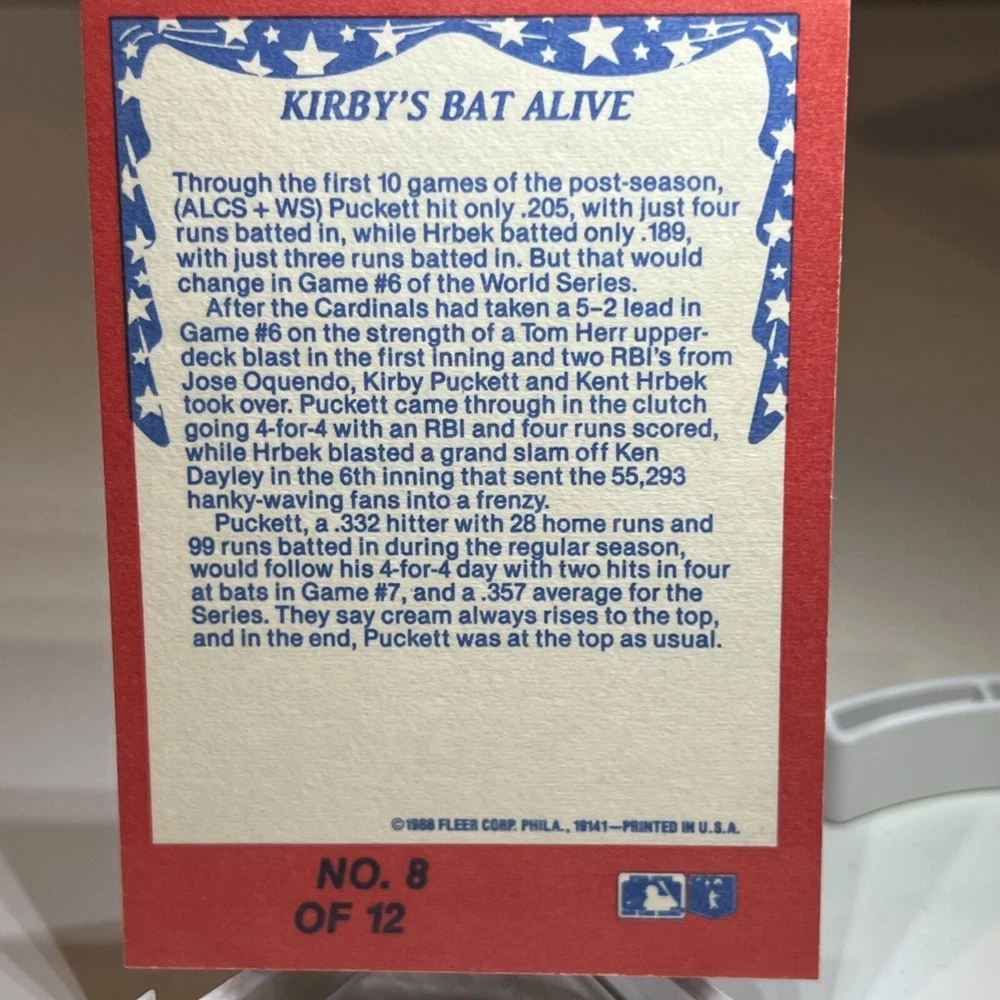 KIRBY'S BAT ALIVE
Through the first 10 games of the post-season,
(ALCS + WS) Puckett hit only .205, with just four
runs batted in, while Hrbek batted only .189,
with just three runs batted in. But that would
change in Game #6 of the World Series.
After the Cardinals had taken a 5–2 lead in
Game #6 on the strength of a Tom Herr upper-
deck blast in the first inning and two RBI's from
Jose Oquendo, Kirby Puckett and Kent Hrbek
took over. Puckett came through in the clutch
going 4-for-4 with an RBI and four runs scored,
while Hrbek blasted a grand slam off Ken
Dayley in the 6th inning that sent the 55,293
hanky-waving fans into a frenzy.
Puckett, a .332 hitter with 28 home runs and
99 runs batted in during the regular season,
would follow his 4-for-4 day with two hits in four
at bats in Game #7, and a .357 average for the
Series. They say cream always rises to the top,
and in the end, Puckett was at the top as usual.
©1988 FLEER CORP. PHILA., 19141—PRINTED IN U.S.A.
NO. 8
OF 12